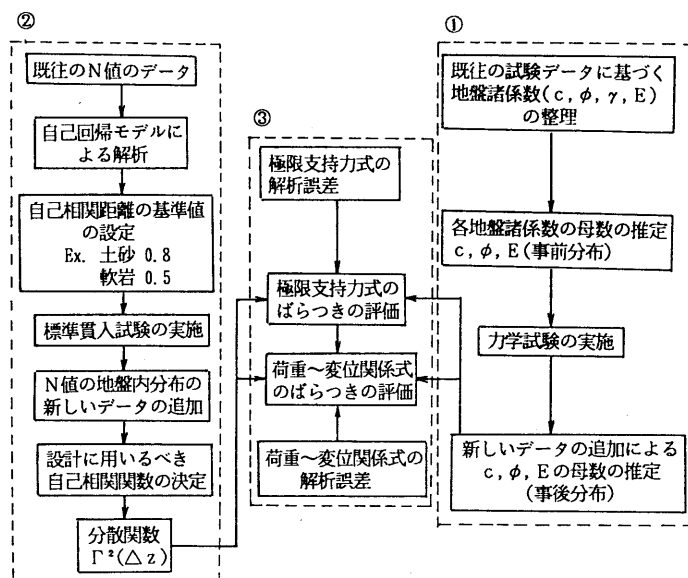 ②
既往のN値のデータ
自己回帰モデルに
よる解析
自己相関距離の基準値
の設定
Ex. 土砂 0.8
軟岩 0.5
標準貫入試験の実施
N値の地盤内分布の
新しいデータの追加
設計に用いるべき
自己相関関数の決定
分散関数
Γ²(△z)
③
極限支持力式の
解析誤差
極限支持力式の
ばらつきの評価
荷重～変位関係式
のばらつきの評価
荷重～変位関係式の
解析誤差
①
既往の試験データに基づく
地盤諸係数(c,φ,γ,E)
の整理
各地盤諸係数の母数の推定
c,φ,E(事前分布)
力学試験の実施
新しいデータの追加による
c,φ,Eの母数の推定
(事後分布)